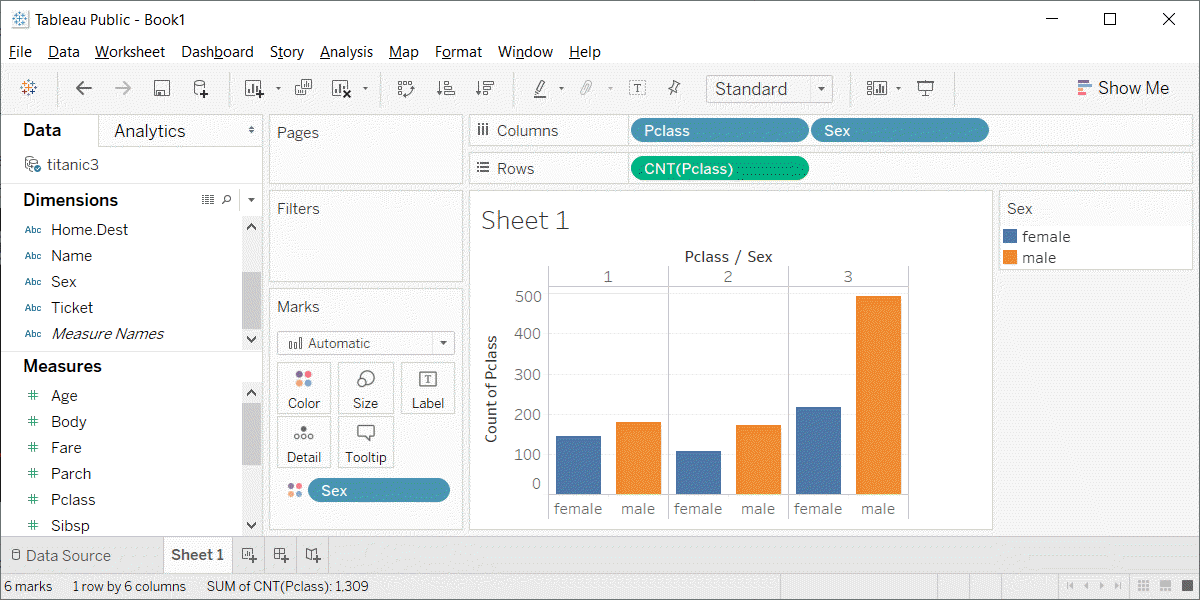 Tableau Public - Book1
File Data Worksheet Dashboard Story Analysis Map Format Window Help
Standard
Show Me
Data
Analytics
titanic3
Dimensions
Abc Home.Dest
Abc Name
Abc Sex
Abc Ticket
Abc Measure Names
Measures
# Age
# Body
# Fare
# Parch
# Pclass
# Sibsp
Pages
Filters
Marks
Automatic
Color Size Label
Detail Tooltip
Sex
Columns Pclass Sex
Rows CNT(Pclass)
Sheet 1
Pclass / Sex
1 2 3
Count of Pclass
500
400
300
200
100
0
female male female male female male
Sex
female
male
Data Source Sheet 1
6 marks 1 row by 6 columns SUM of CNT(Pclass): 1,309